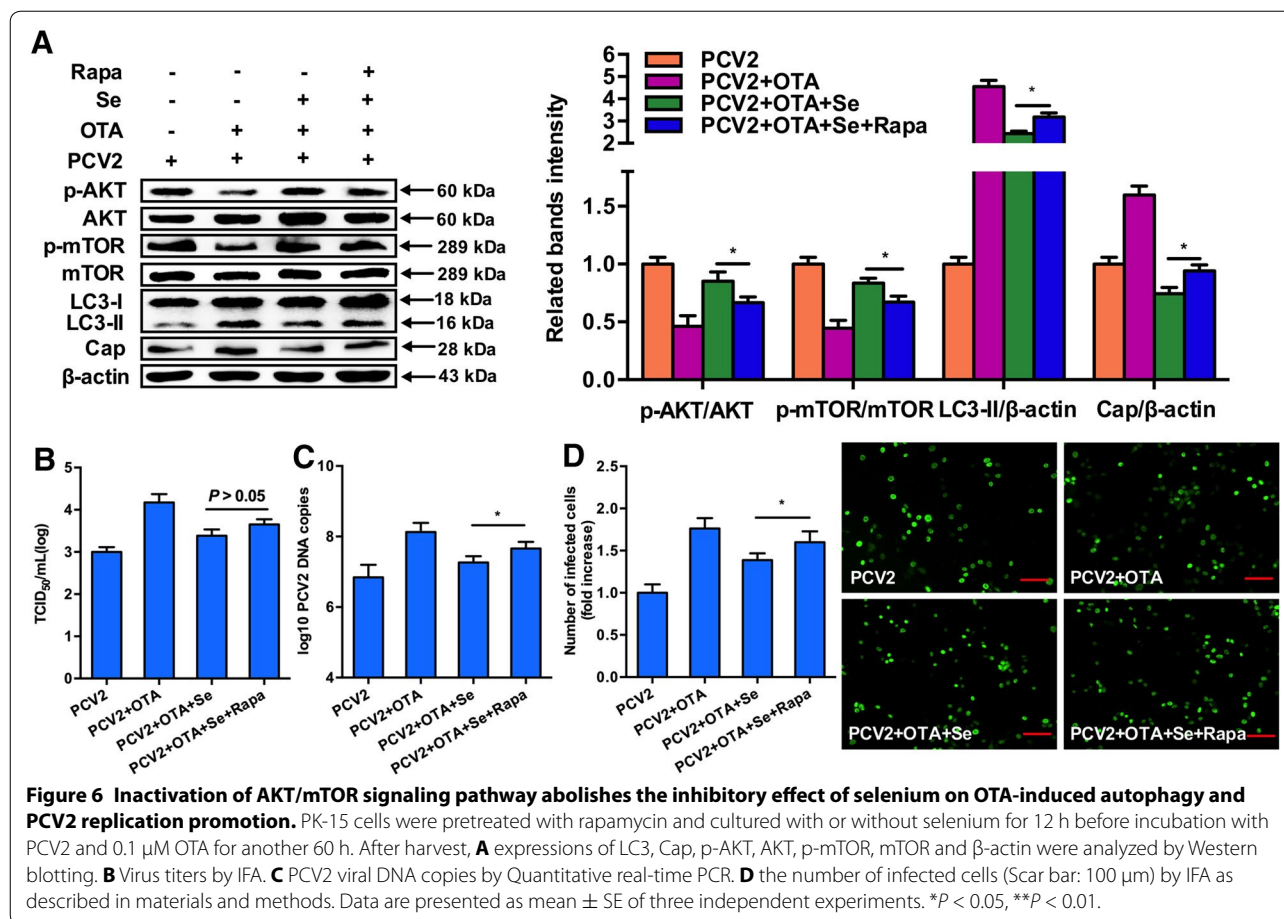 A
Rapa - - - +
Se - - + +
OTA - + + +
PCV2 + + + +
p-AKT 60 kDa
AKT 60 kDa
p-mTOR 289 kDa
mTOR 289 kDa
LC3-I 18 kDa
LC3-II 16 kDa
Cap 28 kDa
β-actin 43 kDa
Related bands intensity
6
5
4
3
2
1.5
1.0
0.5
0.0
PCV2
PCV2+OTA
PCV2+OTA+Se
PCV2+OTA+Se+Rapa
* * * *
p-AKT/AKT p-mTOR/mTOR LC3-II/β-actin Cap/β-actin
B
TCID50/mL(log)
5
4
3
2
1
0
P > 0.05
PCV2
PCV2+OTA
PCV2+OTA+Se
PCV2+OTA+Se+Rapa
C
log10 PCV2 DNA copies
10
8
6
4
*
PCV2
PCV2+OTA
PCV2+OTA+Se
PCV2+OTA+Se+Rapa
D
Number of infected cells
(fold increase)
2.5
2.0
1.5
1.0
0.5
0.0
*
PCV2
PCV2+OTA
PCV2+OTA+Se
PCV2+OTA+Se+Rapa
PCV2
PCV2+OTA
PCV2+OTA+Se
PCV2+OTA+Se+Rapa
Figure 6 Inactivation of AKT/mTOR signaling pathway abolishes the inhibitory effect of selenium on OTA-induced autophagy and
PCV2 replication promotion. PK-15 cells were pretreated with rapamycin and cultured with or without selenium for 12 h before incubation with
PCV2 and 0.1 μM OTA for another 60 h. After harvest, A expressions of LC3, Cap, p-AKT, AKT, p-mTOR, mTOR and β-actin were analyzed by Western
blotting. B Virus titers by IFA. C PCV2 viral DNA copies by Quantitative real-time PCR. D the number of infected cells (Scar bar: 100 μm) by IFA as
described in materials and methods. Data are presented as mean ± SE of three independent experiments. *P < 0.05, **P < 0.01.